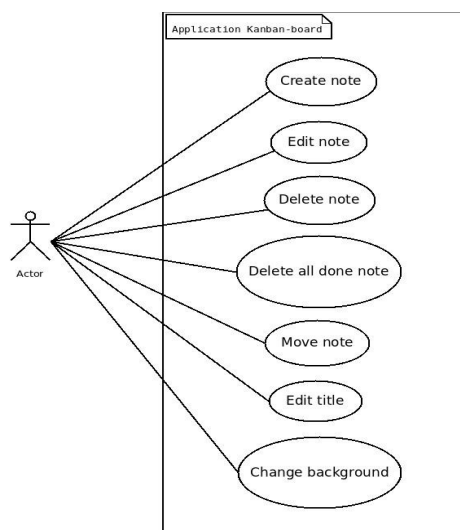 Application Kanban-board
Create note
Edit note
Delete note
Delete all done note
Actor
Move note
Edit title
Change background